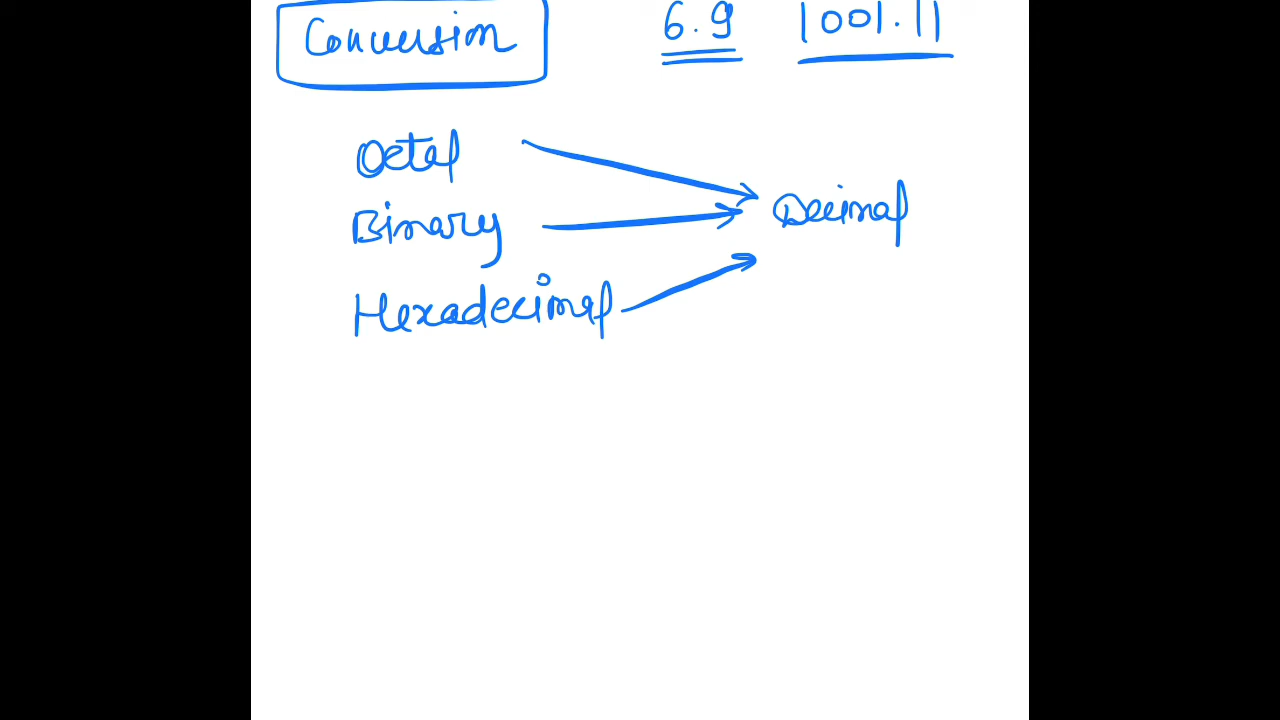 Conversion 6.9 1001.11
Octal
Binary
Decimal
Hexadecimal